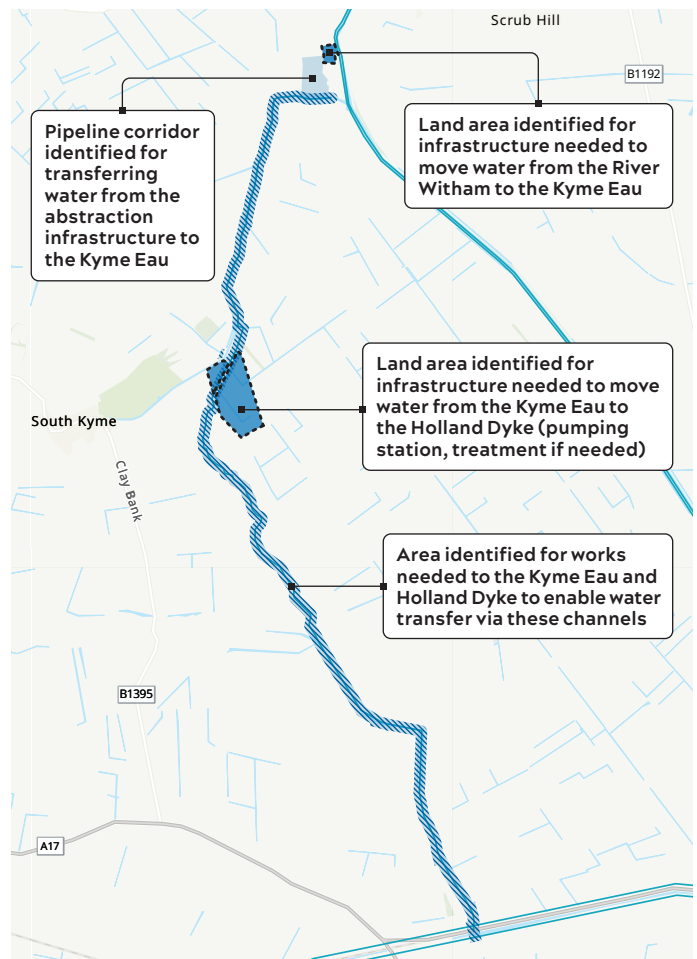 Scrub Hill
B1192
Pipeline corridor
identified for
transferring
water from the
abstraction
infrastructure to
the Kyme Eau
Land area identified for
infrastructure needed to
move water from the River
Witham to the Kyme Eau
Land area identified for
infrastructure needed to move
water from the Kyme Eau to
the Holland Dyke (pumping
station, treatment if needed)
South Kyme
Clay Bank
Area identified for works
needed to the Kyme Eau and
Holland Dyke to enable water
transfer via these channels
B1395
A17